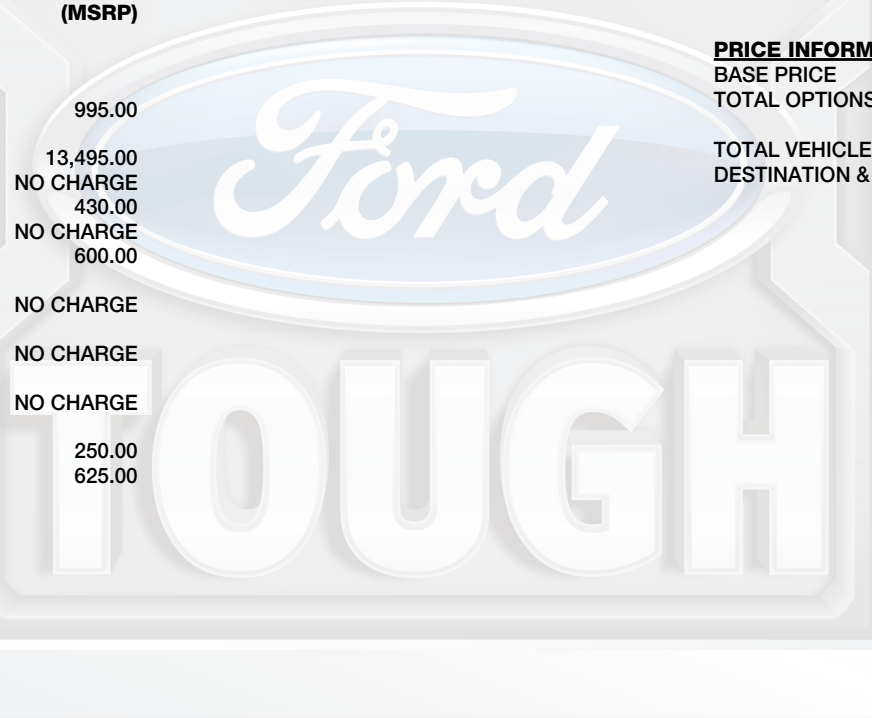 (MSRP)
995.00
13,495.00
NO CHARGE
430.00
NO CHARGE
600.00
NO CHARGE
NO CHARGE
NO CHARGE
250.00
625.00
PRICE INFORM
BASE PRICE
TOTAL OPTIONS
TOTAL VEHICLE
DESTINATION &
Ford
TOUGH